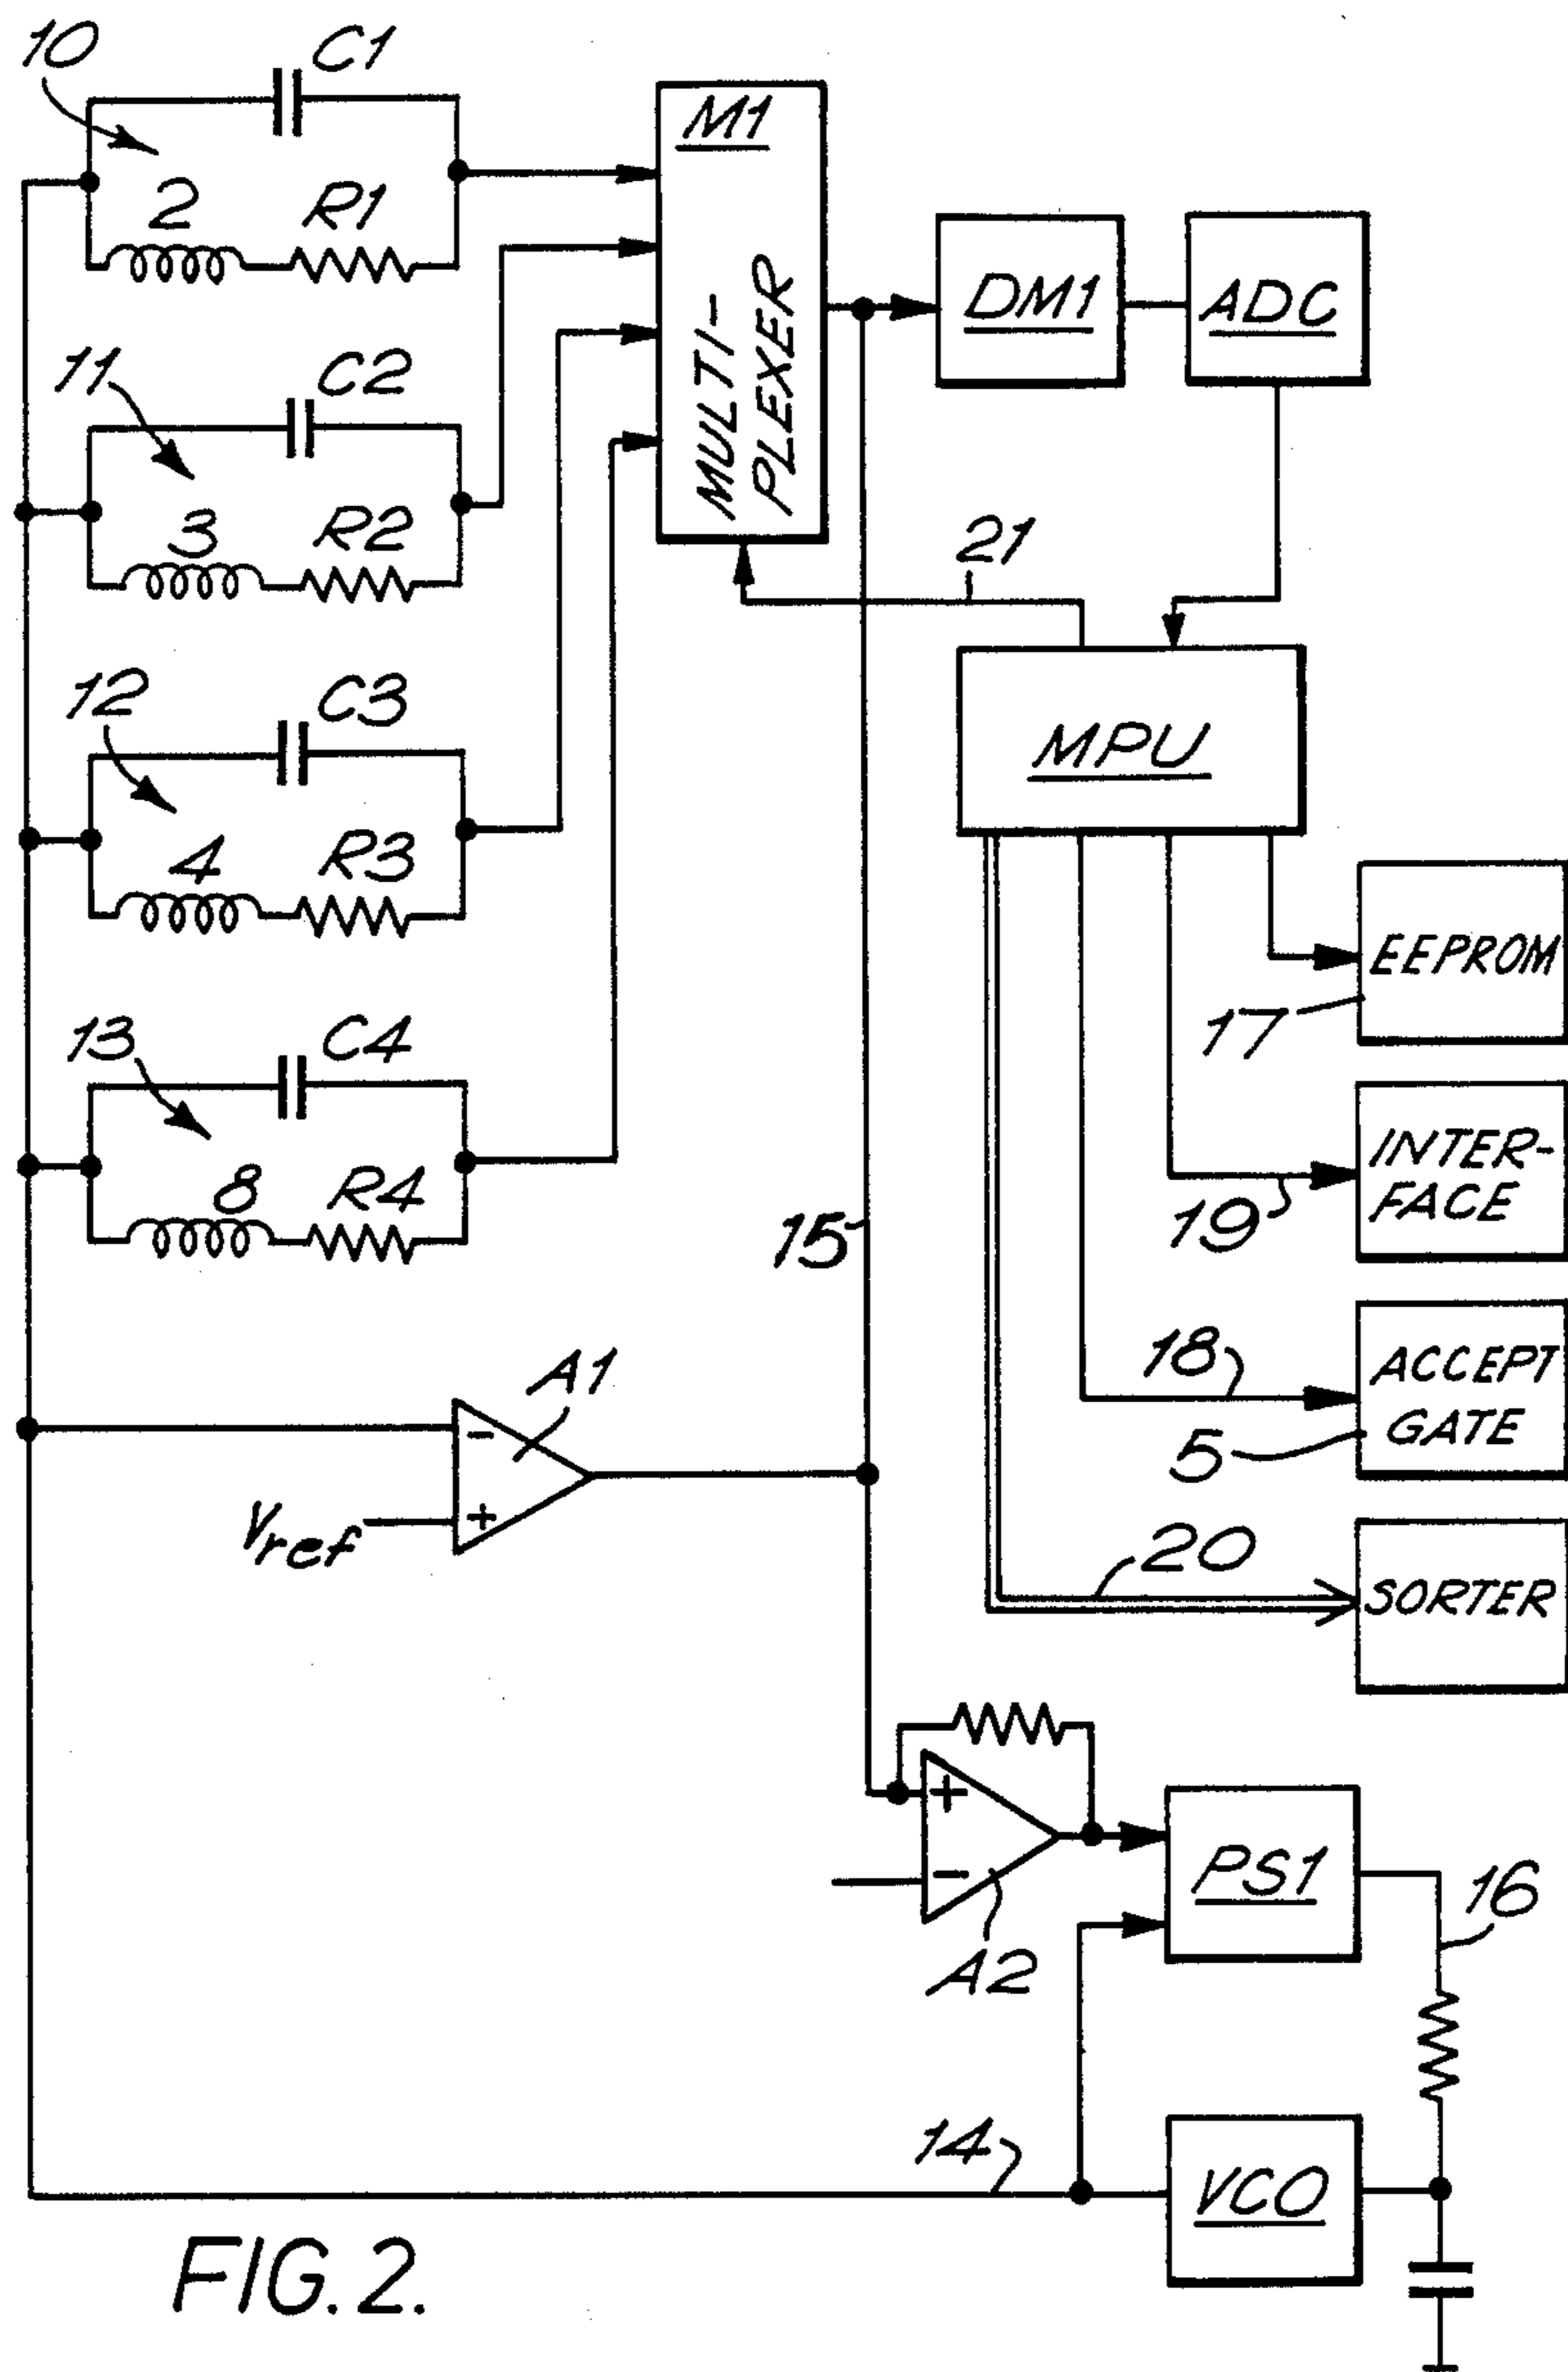 10
C1
2
R1
M1
MULTI-
PLEXER
DM1
ADC
11
C2
3
R2
21
12
C3
4
R3
MPU
EEPROM
17
13
C4
8
R4
INTER-
FACE
19
15
A1
-
+
Vref
18
ACCEPT
GATE
5
20
SORTER
+
-
A2
PS1
16
14
VCO
FIG. 2.